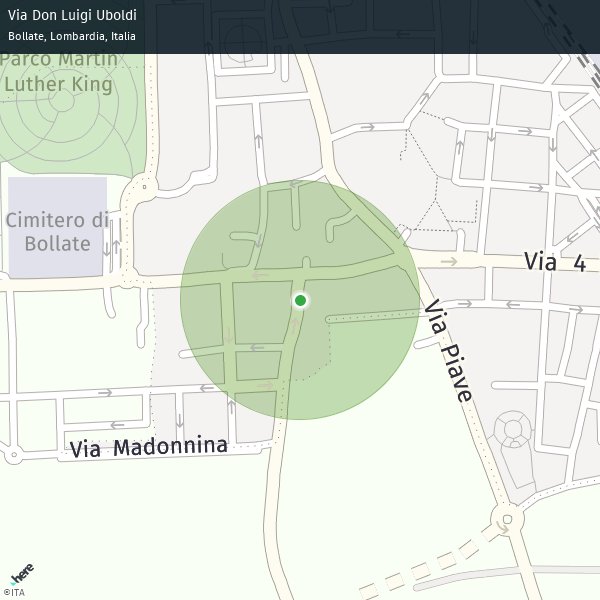 Via Don Luigi Uboldi
Bollate, Lombardia, Italia
Parco Martin
Luther King
Cimitero di
Bollate
Via 4
Via Piave
Via Madonnina
here
©ITA